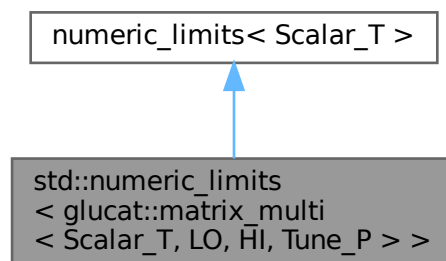 numeric_limits< Scalar_T >
std::numeric_limits
< glucat::matrix_multi
< Scalar_T, LO, HI, Tune_P > >